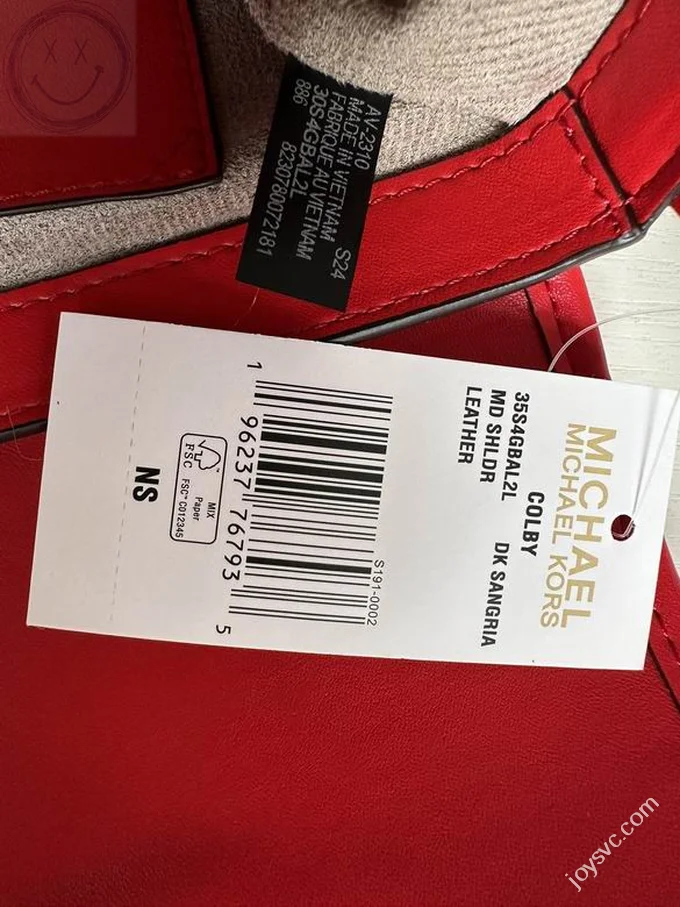 AV-2310
MADE IN VIETNAM S24
FABRIQUE AU VIETNAM
30S4GBAL2L
886 8230780072181
MICHAEL
MICHAEL KORS
COLBY
35S4GBAL2L DK SANGRIA
MD SHLDR
LEATHER
S191-0002
1 96237 76793 5
FSC
MIX
Paper
FSC™ C012345
NS
joysvc.com